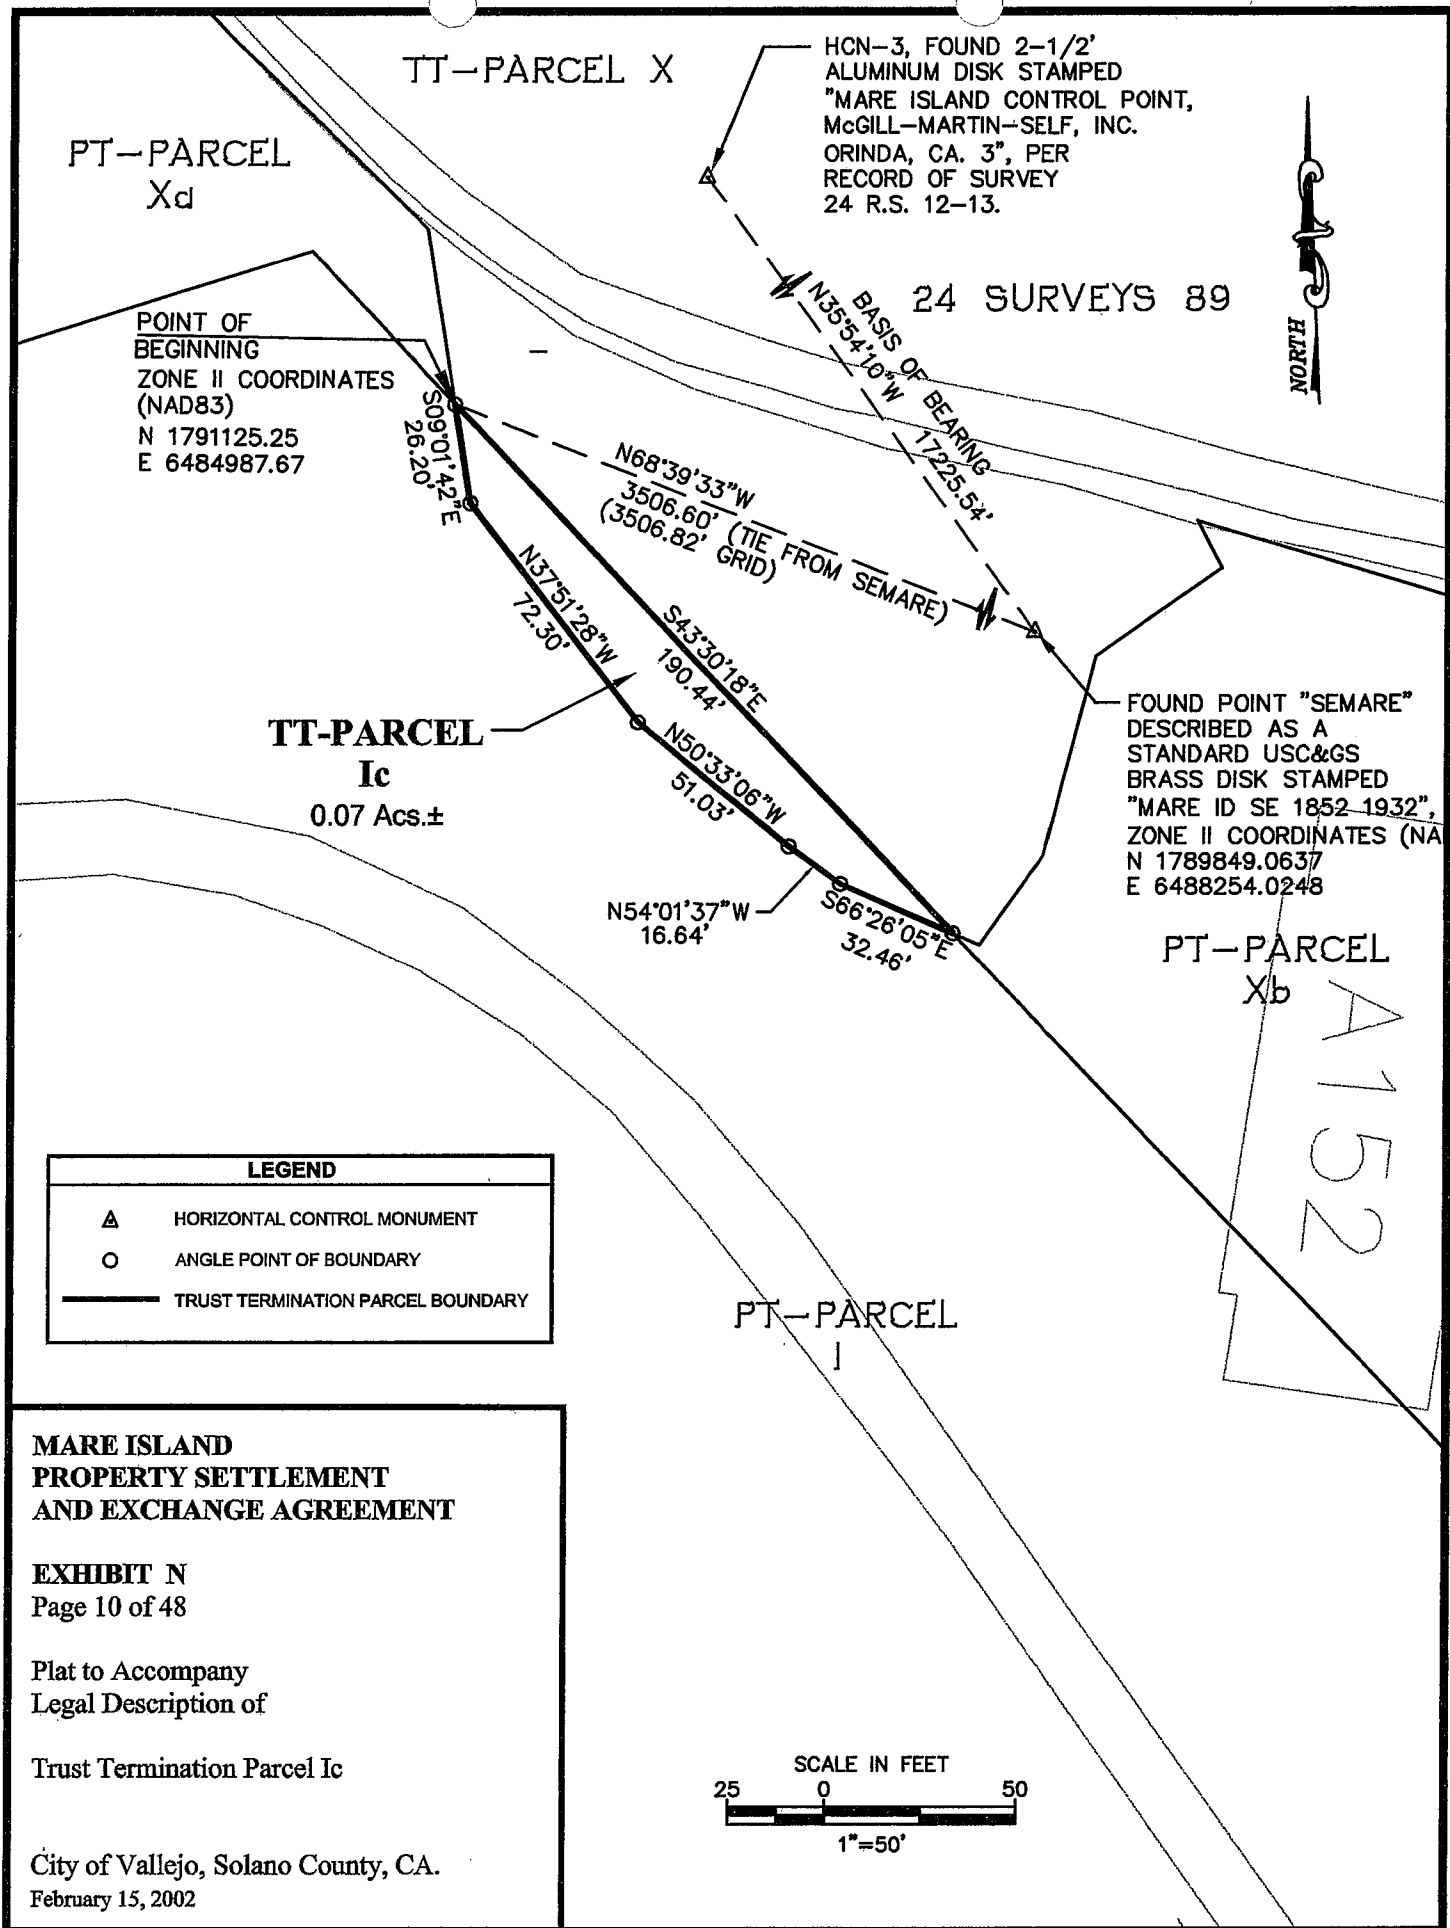 TT-PARCEL X
HCN-3, FOUND 2-1/2'
ALUMINUM DISK STAMPED
"MARE ISLAND CONTROL POINT,
McGILL-MARTIN-SELF, INC.
ORINDA, CA. 3", PER
RECORD OF SURVEY
24 R.S. 12-13.
PT-PARCEL
Xd
NORTH
24 SURVEYS 89
BASIS OF BEARING
N35°54'10"W
17225.54'
POINT OF
BEGINNING
ZONE II COORDINATES
(NAD83)
N 1791125.25
E 6484987.67
S09°01'42"E
26.20'
N68°39'33"W
3506.60' (TIE FROM SEMARE)
(3506.82' GRID)
N37°51'28"W
72.30'
S43°30'18"E
190.44'
TT-PARCEL
Ic
0.07 Acs.±
N50°33'06"W
51.03'
FOUND POINT "SEMARE"
DESCRIBED AS A
STANDARD USC&GS
BRASS DISK STAMPED
"MARE ID SE 1852 1932",
ZONE II COORDINATES (NA
N 1789849.0637
E 6488254.0248
N54°01'37"W
16.64'
S66°26'05"E
32.46'
PT-PARCEL
Xb
A152
LEGEND
HORIZONTAL CONTROL MONUMENT
ANGLE POINT OF BOUNDARY
TRUST TERMINATION PARCEL BOUNDARY
PT-PARCEL
I
MARE ISLAND
PROPERTY SETTLEMENT
AND EXCHANGE AGREEMENT
EXHIBIT N
Page 10 of 48
Plat to Accompany
Legal Description of
Trust Termination Parcel Ic
City of Vallejo, Solano County, CA.
February 15, 2002
SCALE IN FEET
25 0 50
1"=50'